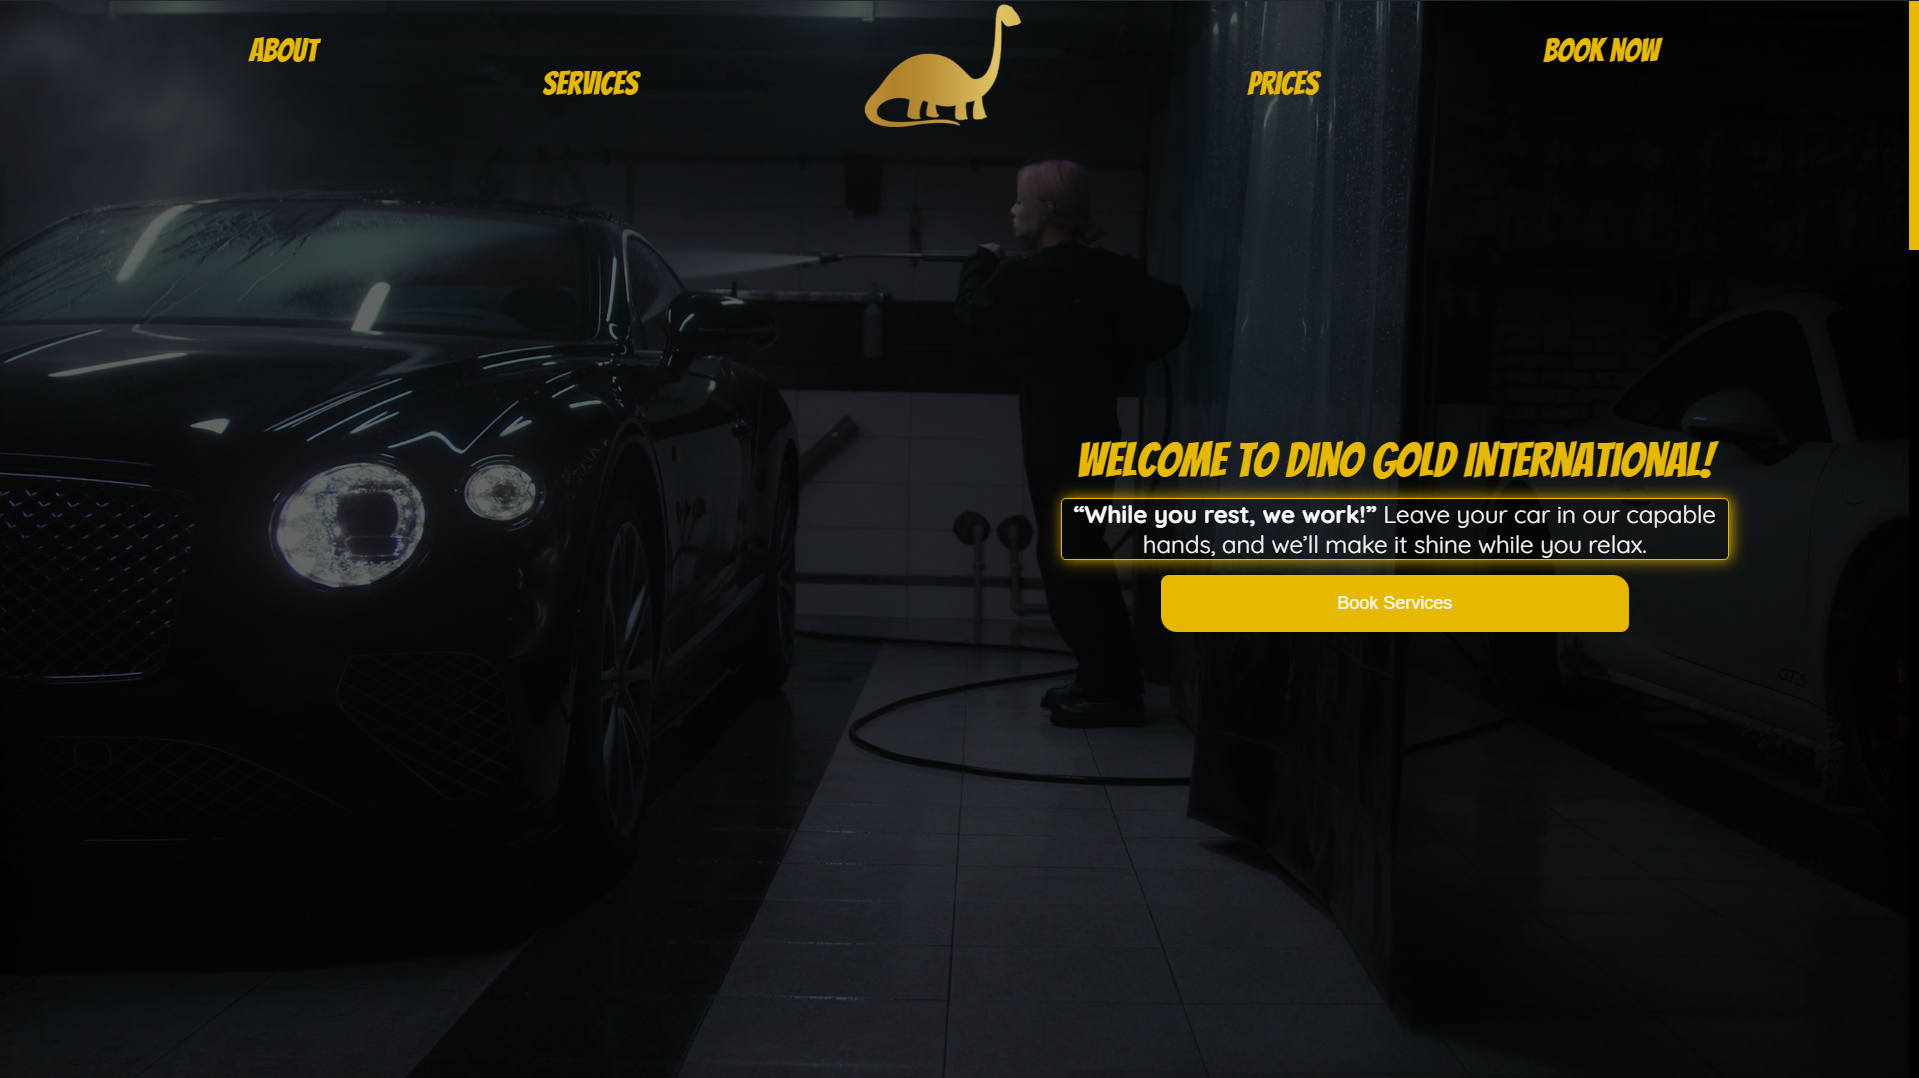 ABOUT
SERVICES
PRICES
BOOK NOW
WELCOME TO DINO GOLD INTERNATIONAL!
“While you rest, we work!” Leave your car in our capable
hands, and we’ll make it shine while you relax.
Book Services
GTS